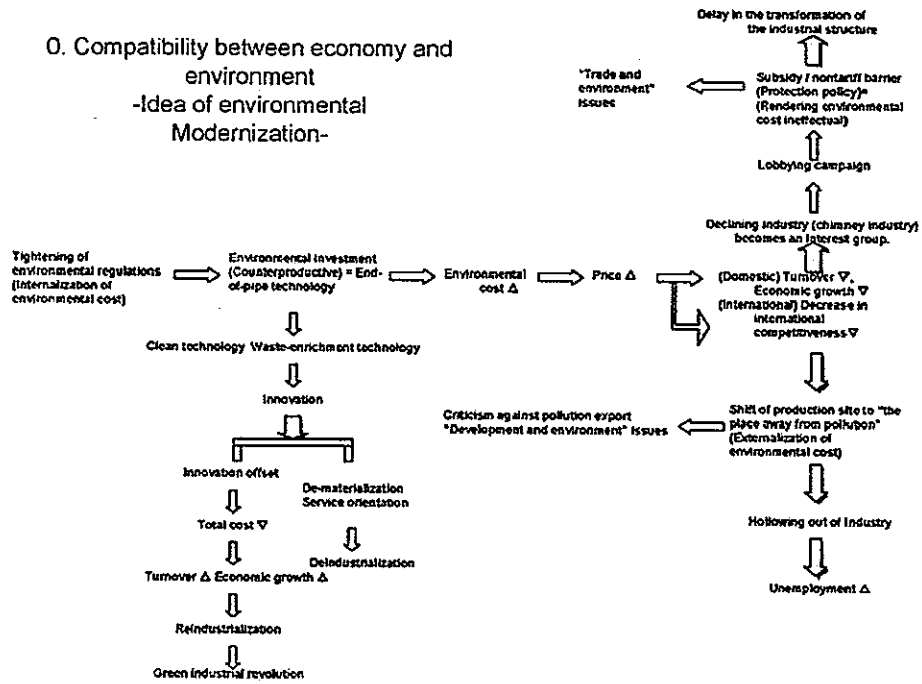 0. Compatibility between economy and
environment
-Idea of environmental
Modernization-
Delay in the transformation of
the industrial structure
"Trade and
environment"
issues
Subsidy / nontariff barrier
(Protection policy)=
(Rendering environmental
cost ineffectual)
Lobbying campaign
Declining industry (chimney industry)
becomes an interest group.
Tightening of
environmental regulations
(Internalization of
environmental cost)
Environmental investment
(Counterproductive) = End-
of-pipe technology
Environmental
cost △
Price △
(Domestic) Turnover ▽,
Economic growth ▽
(International) Decrease in
international
competitiveness ▽
Clean technology Waste-enrichment technology
Innovation
Criticism against pollution export
"Development and environment" issues
Shift of production site to "the
place away from pollution"
(Externalization of
environmental cost)
Innovation offset
De-materialization
Service orientation
Total cost ▽
Hollowing out of industry
Deindustrialization
Turnover △ Economic growth △
Unemployment △
Reindustrialization
Green industrial revolution